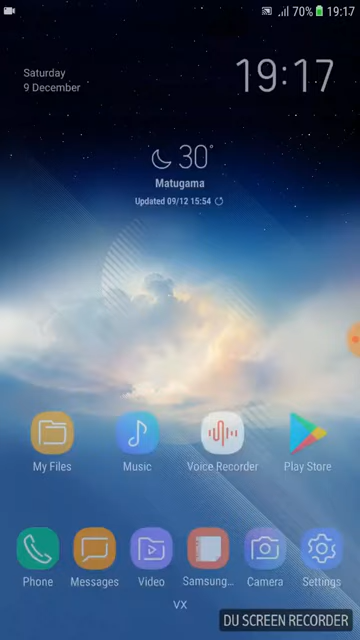 70% 19:17
Saturday
9 December
19:17
30°
Matugama
Updated 09/12 15:54
My Files
Music
Voice Recorder
Play Store
Phone
Messages
Video
Samsung...
Camera
Settings
VX
DU SCREEN RECORDER